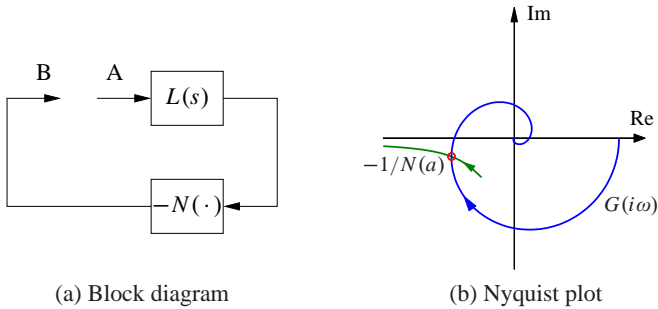 B
A
L(s)
−N(·)
(a) Block diagram
Im
Re
−1/N(a)
G(iω)
(b) Nyquist plot